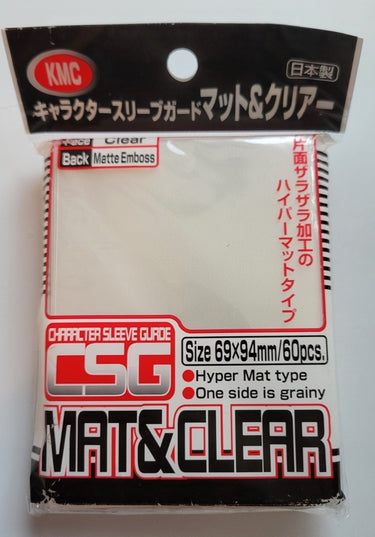 KMC
日本製
キャラクタースリーブガードマット&クリアー
Face Clear
Back Matte Emboss
片面サラザラ加工の
ハイパーマットタイプ
CHARACTER SLEEVE GUADE
CSG
Size 69×94mm/60pcs.
Hyper Mat type
One side is grainy
MAT&CLEAR